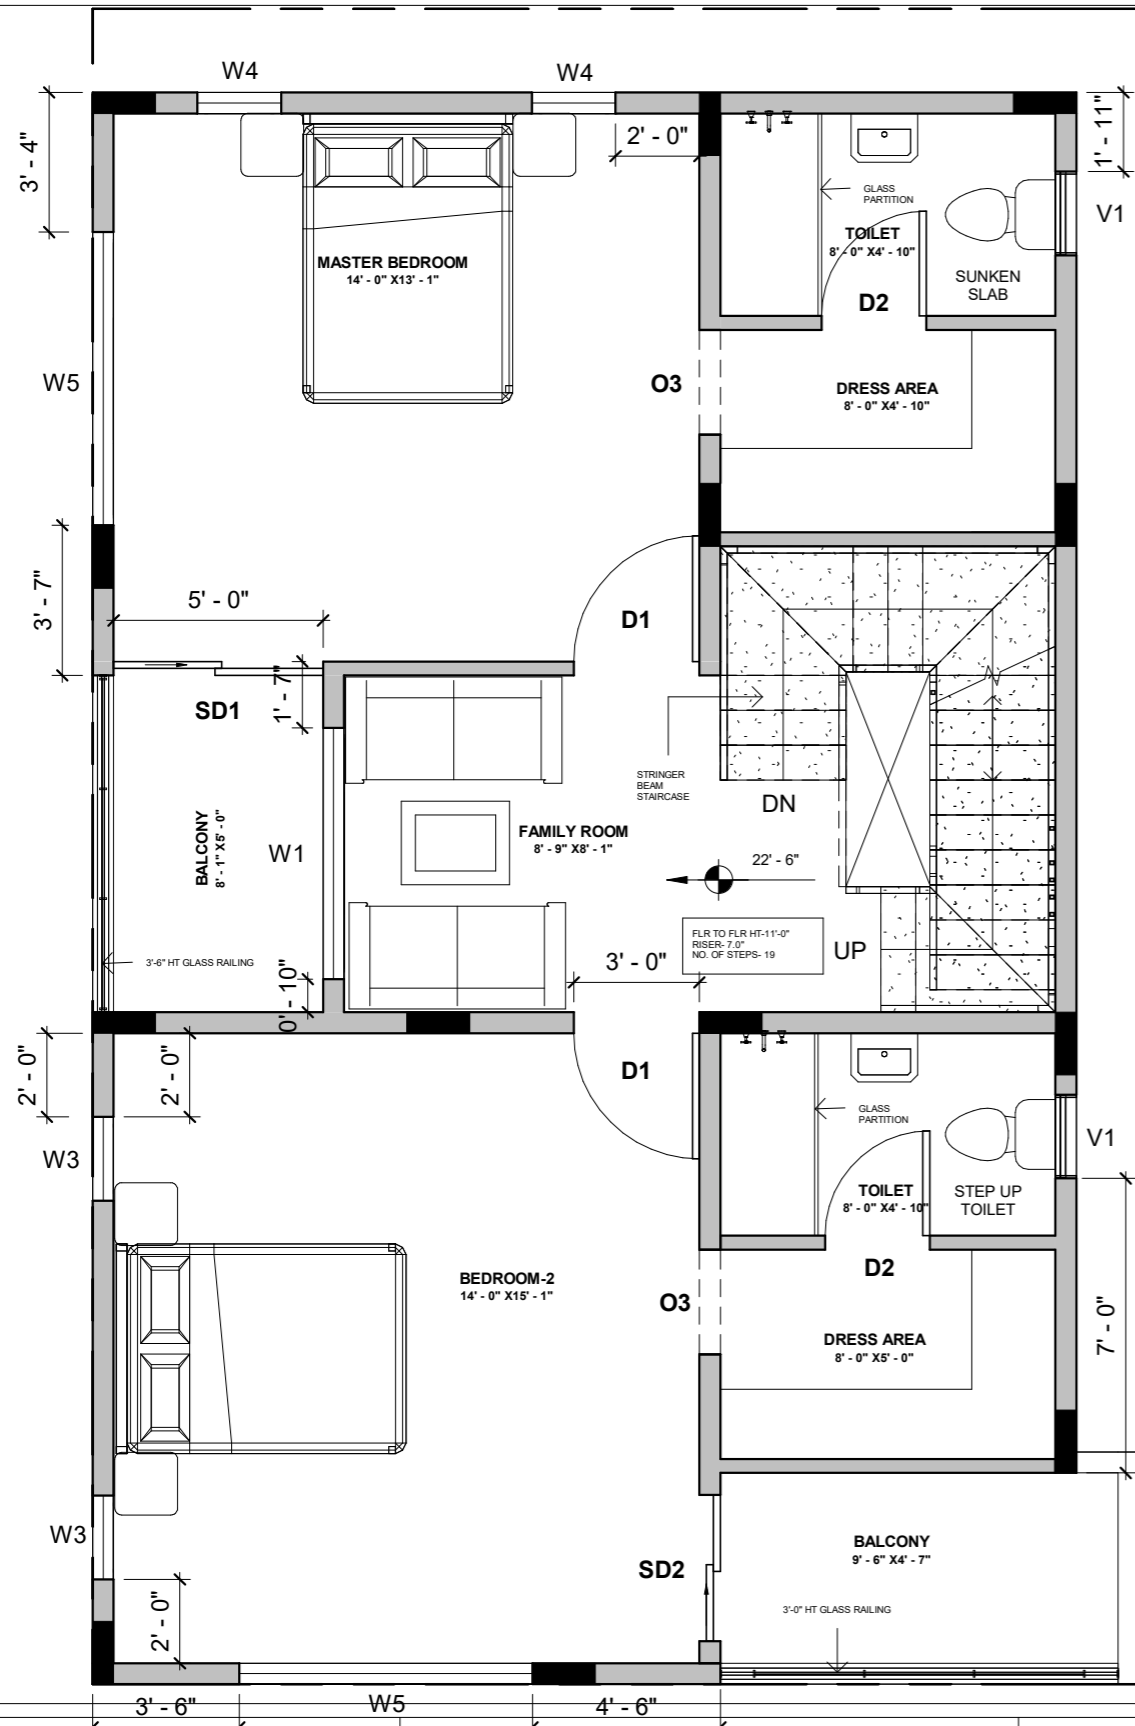 W4
W4
3' - 4"
2' - 0"
1' - 11"
GLASS
PARTITION
V1
TOILET
8' - 0" X4' - 10"
SUNKEN
SLAB
MASTER BEDROOM
14' - 0" X13' - 1"
D2
W5
O3
DRESS AREA
8' - 0" X4' - 10"
3' - 7"
5' - 0"
D1
SD1
1' - 7"
STRINGER
BEAM
STAIRCASE
DN
BALCONY
8' - 1" X5' - 0"
W1
FAMILY ROOM
8' - 9" X8' - 1"
22' - 6"
FLR TO FLR HT-11'-0"
RISER- 7.0"
NO. OF STEPS- 19
UP
3'-6" HT GLASS RAILING
3' - 0"
0' - 10"
2' - 0"
2' - 0"
D1
GLASS
PARTITION
V1
W3
TOILET
8' - 0" X4' - 10"
STEP UP
TOILET
BEDROOM-2
14' - 0" X15' - 1"
D2
O3
DRESS AREA
8' - 0" X5' - 0"
7' - 0"
W3
SD2
BALCONY
9' - 6" X4' - 7"
2' - 0"
3'-0" HT GLASS RAILING
3' - 6"
W5
4' - 6"